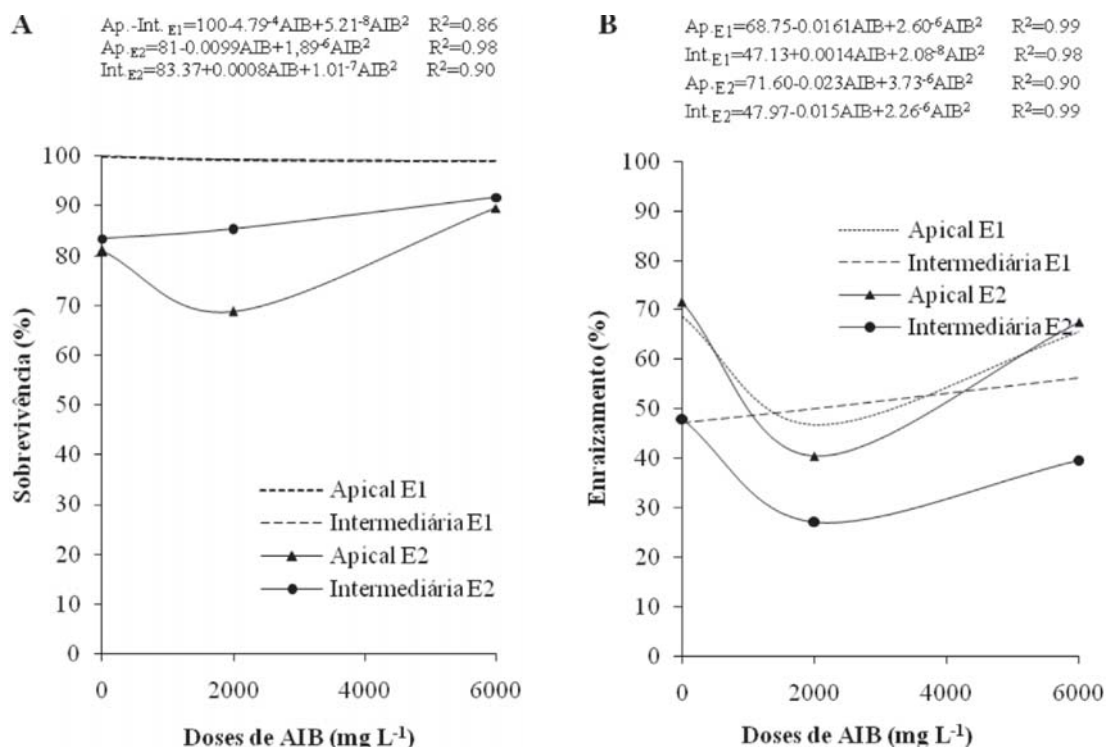 A
Ap.-Int.E1=100-4.79⁻⁴AIB+5.21⁻⁸AIB² R²=0.86
Ap.E2=81-0.0099AIB+1,89⁻⁶AIB² R²=0.98
Int.E2=83.37+0.0008AIB+1.01⁻⁷AIB² R²=0.90
Sobrevivência (%)
100
90
80
70
60
50
40
30
20
10
0
Apical E1
Intermediária E1
Apical E2
Intermediária E2
0 2000 4000 6000
Doses de AIB (mg L⁻¹)
B
Ap.E1=68.75-0.0161AIB+2.60⁻⁶AIB² R²=0.99
Int.E1=47.13+0.0014AIB+2.08⁻⁸AIB² R²=0.98
Ap.E2=71.60-0.023AIB+3.73⁻⁶AIB² R²=0.90
Int.E2=47.97-0.015AIB+2.26⁻⁶AIB² R²=0.99
Enraizamento (%)
100
90
80
70
60
50
40
30
20
10
0
Apical E1
Intermediária E1
Apical E2
Intermediária E2
0 2000 4000 6000
Doses de AIB (mg L⁻¹)